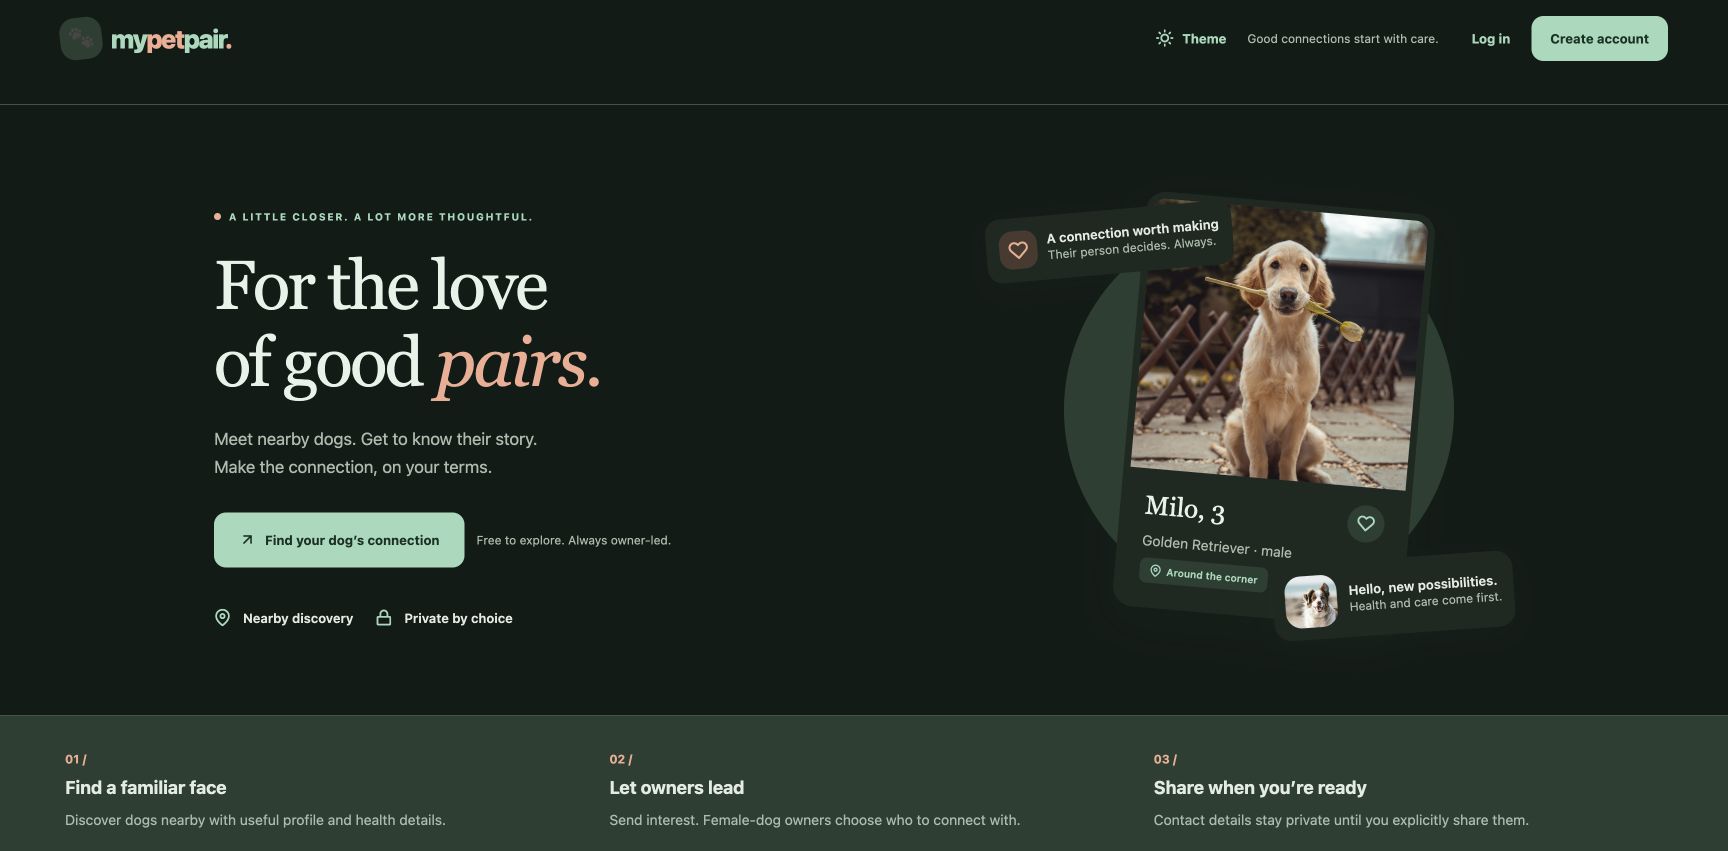 mypetpair.
Theme
Good connections start with care.
Log in
Create account
A LITTLE CLOSER. A LOT MORE THOUGHTFUL.
For the love
of good pairs.
Meet nearby dogs. Get to know their story.
Make the connection, on your terms.
Find your dog’s connection
Free to explore. Always owner-led.
Nearby discovery
Private by choice
A connection worth making
Their person decides. Always.
Milo, 3
Golden Retriever · male
Around the corner
Hello, new possibilities.
Health and care come first.
01 /
Find a familiar face
Discover dogs nearby with useful profile and health details.
02 /
Let owners lead
Send interest. Female-dog owners choose who to connect with.
03 /
Share when you’re ready
Contact details stay private until you explicitly share them.